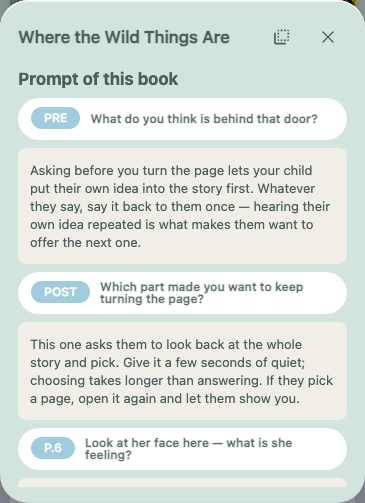 Where the Wild Things Are
Prompt of this book
PRE What do you think is behind that door?
Asking before you turn the page lets your child
put their own idea into the story first. Whatever
they say, say it back to them once — hearing their
own idea repeated is what makes them want to
offer the next one.
POST Which part made you want to keep
turning the page?
This one asks them to look back at the whole
story and pick. Give it a few seconds of quiet;
choosing takes longer than answering. If they pick
a page, open it again and let them show you.
P.6 Look at her face here — what is she
feeling?